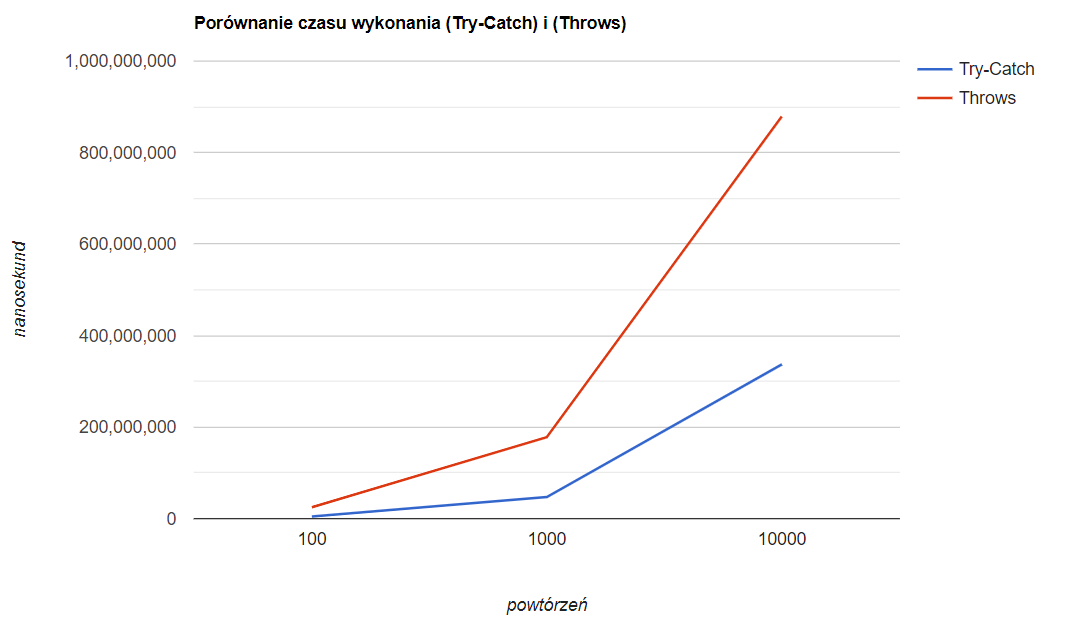 Porównanie czasu wykonania (Try-Catch) i (Throws)
1,000,000,000
800,000,000
600,000,000
400,000,000
200,000,000
0
nanosekund
100
1000
10000
powtórzeń
Try-Catch
Throws